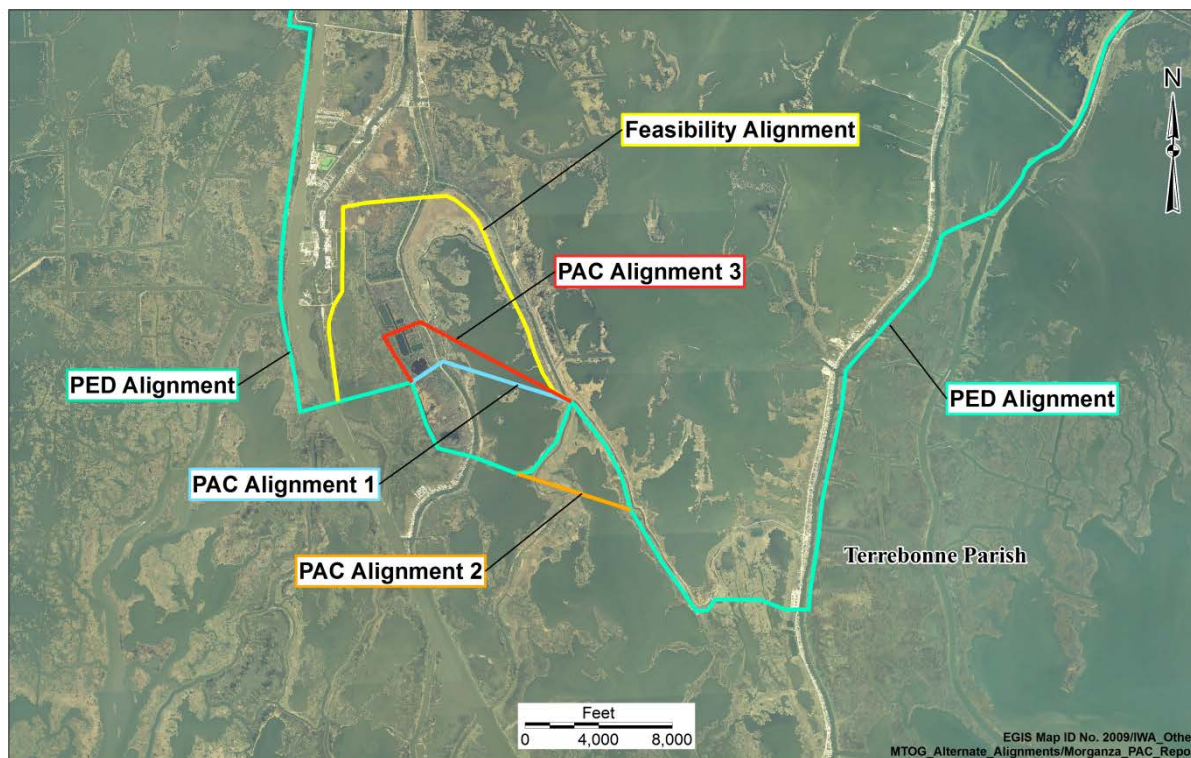 N
Feasibility Alignment
PAC Alignment 3
PED Alignment
PED Alignment
PAC Alignment 1
PAC Alignment 2
Terrebonne Parish
Feet
0 4,000 8,000
EGIS Map ID No. 2009/IWA_Othe
MTOG_Alternate_Alignments/Morganza_PAC_Repo